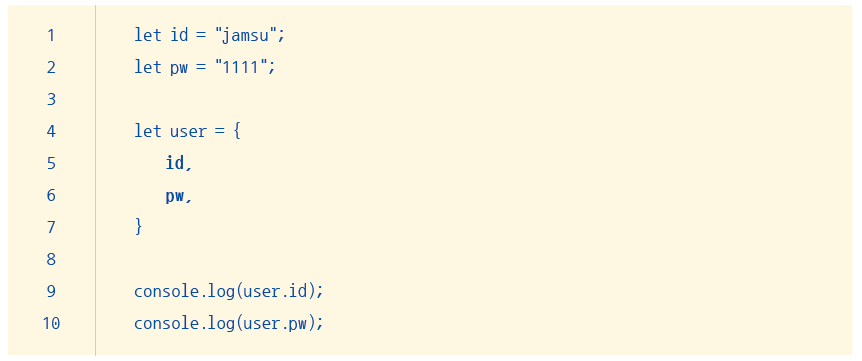 1 let id = "jamsu";
2 let pw = "1111";
3
4 let user = {
5 id,
6 pw,
7 }
8
9 console.log(user.id);
10 console.log(user.pw);